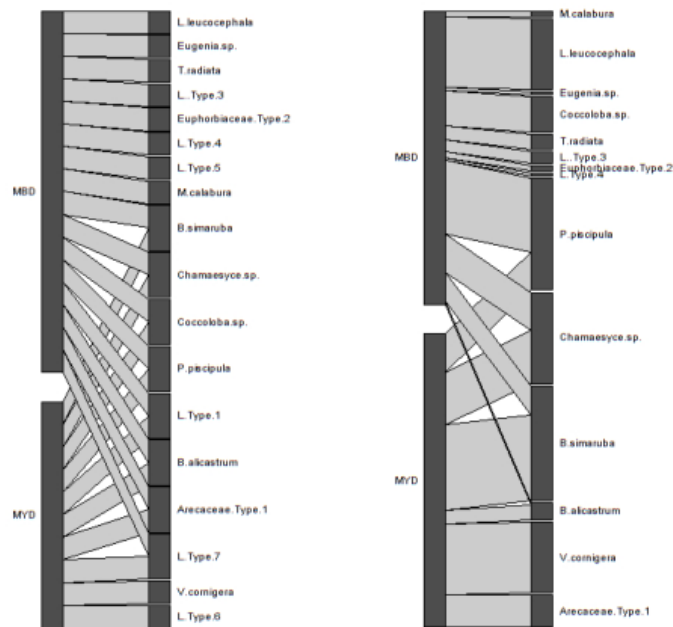 L.leucocephala
Eugenia.sp.
T.radiata
L..Type.3
Euphorbiaceae.Type.2
L.Type.4
L.Type.5
M.calabura
MBD
B.simaruba
Chamaesyce.sp.
Coccoloba.sp.
P.piscipula
L.Type.1
B.alicastrum
MYD
Arecaceae.Type.1
L.Type.7
V.cornigera
L.Type.6
M.calabura
L.leucocephala
Eugenia.sp.
Coccoloba.sp.
T.radiata
L..Type.3
Euphorbiaceae.Type.2
L.Type.4
MBD
P.piscipula
Chamaesyce.sp.
B.simaruba
MYD
B.alicastrum
V.cornigera
Arecaceae.Type.1